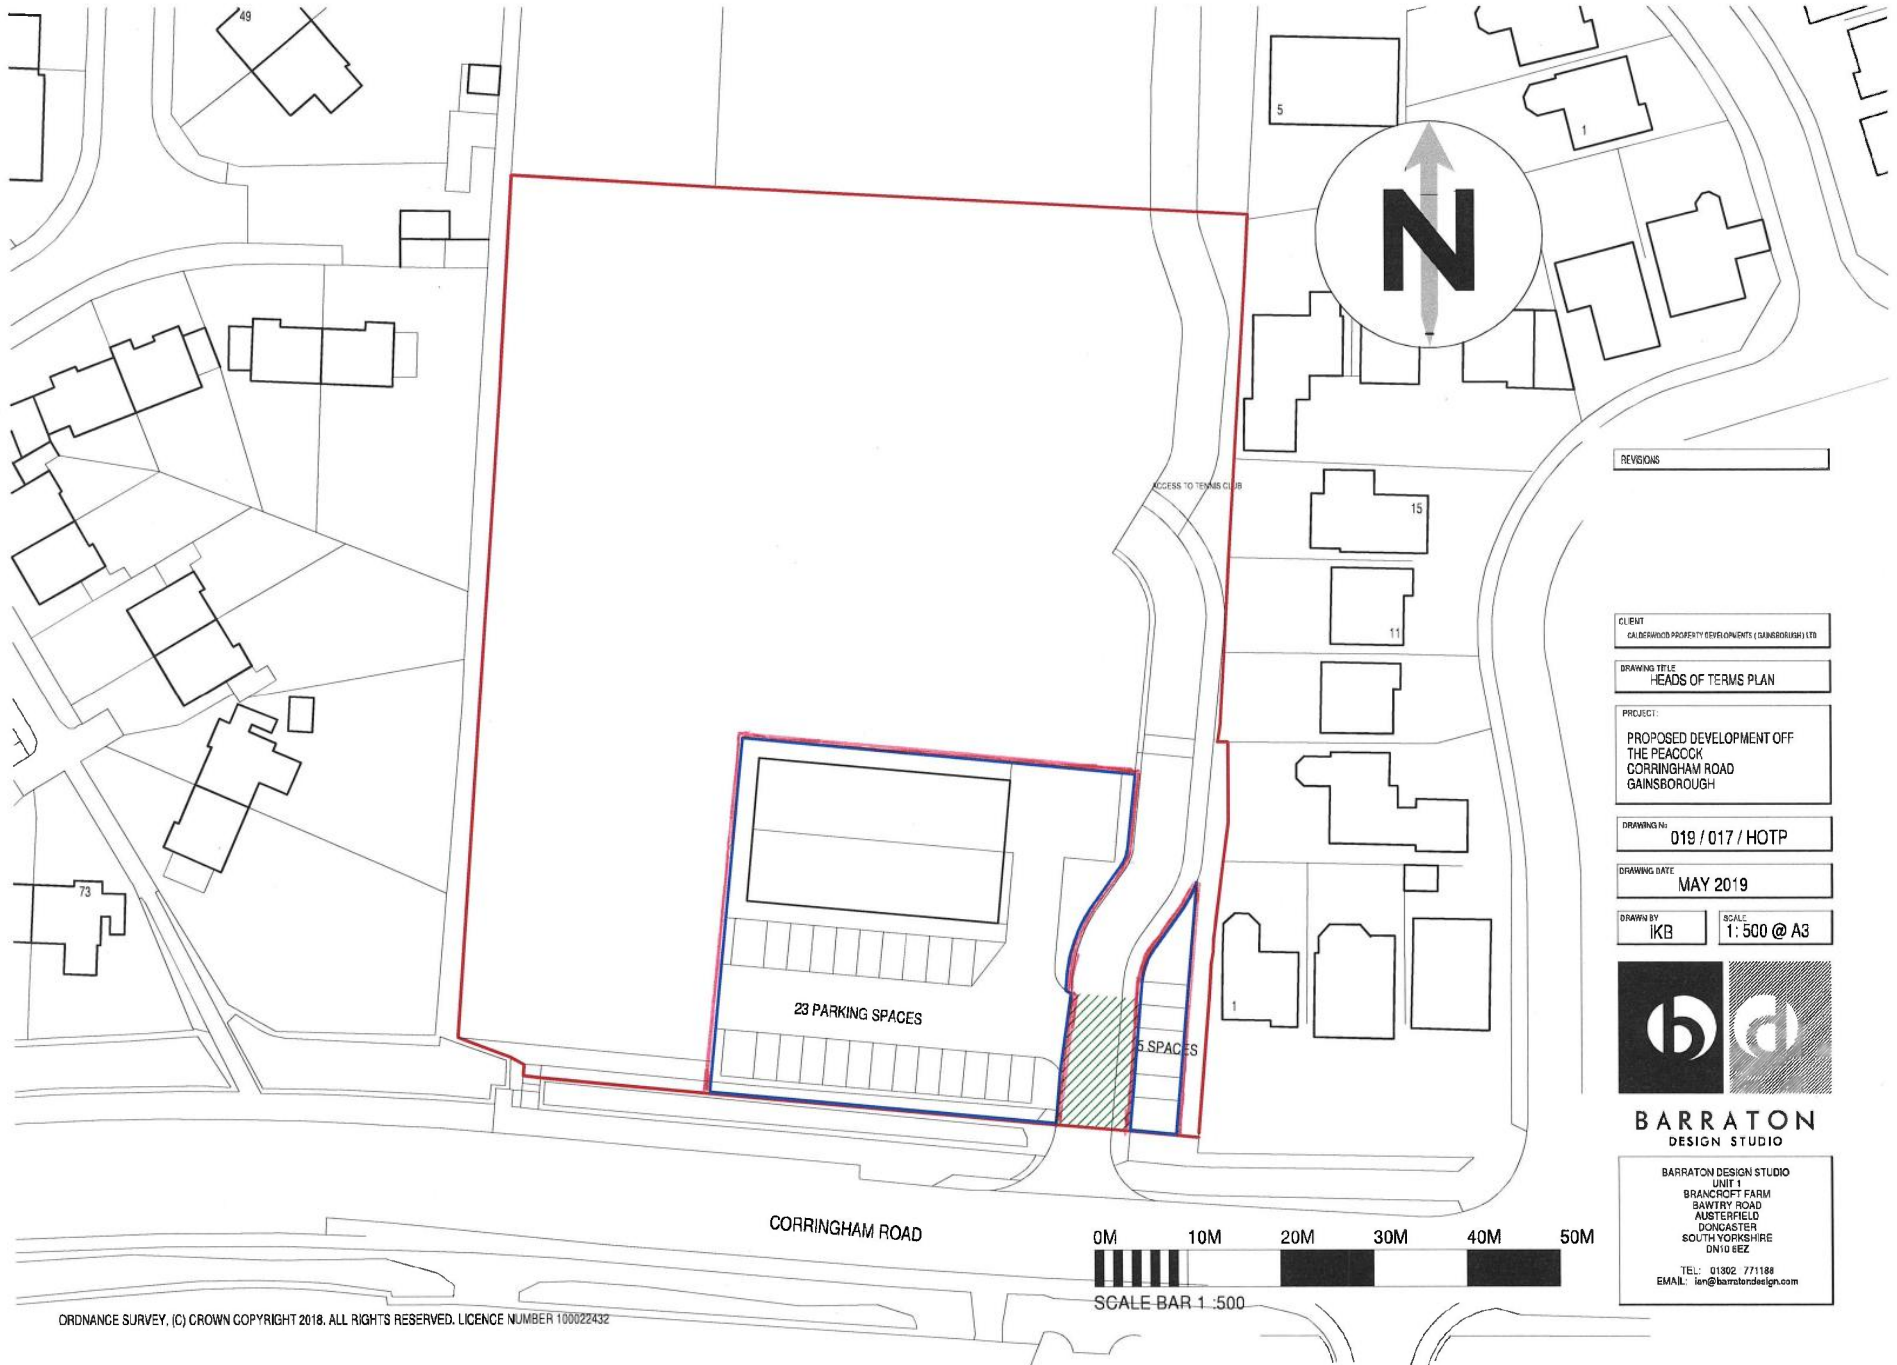 49
5
1
N
ACCESS TO TENNIS CLUB
15
11
73
1
23 PARKING SPACES
5 SPACES
CORRINGHAM ROAD
0M 10M 20M 30M 40M 50M
SCALE BAR 1 :500
ORDNANCE SURVEY, (C) CROWN COPYRIGHT 2018. ALL RIGHTS RESERVED. LICENCE NUMBER 100022432
REVISIONS
CLIENT
CALDERWOOD PROPERTY DEVELOPMENTS ( GAINSBOROUGH ) LTD
DRAWING TITLE
HEADS OF TERMS PLAN
PROJECT:
PROPOSED DEVELOPMENT OFF
THE PEACOCK
CORRINGHAM ROAD
GAINSBOROUGH
DRAWING No
019 / 017 / HOTP
DRAWING DATE
MAY 2019
DRAWN BY
IKB
SCALE
1: 500 @ A3
bd
BARRATON
DESIGN STUDIO
BARRATON DESIGN STUDIO
UNIT 1
BRANCROFT FARM
BAWTRY ROAD
AUSTERFIELD
DONCASTER
SOUTH YORKSHIRE
DN10 6EZ
TEL: 01302 771188
EMAIL: ian@barratondesign.com